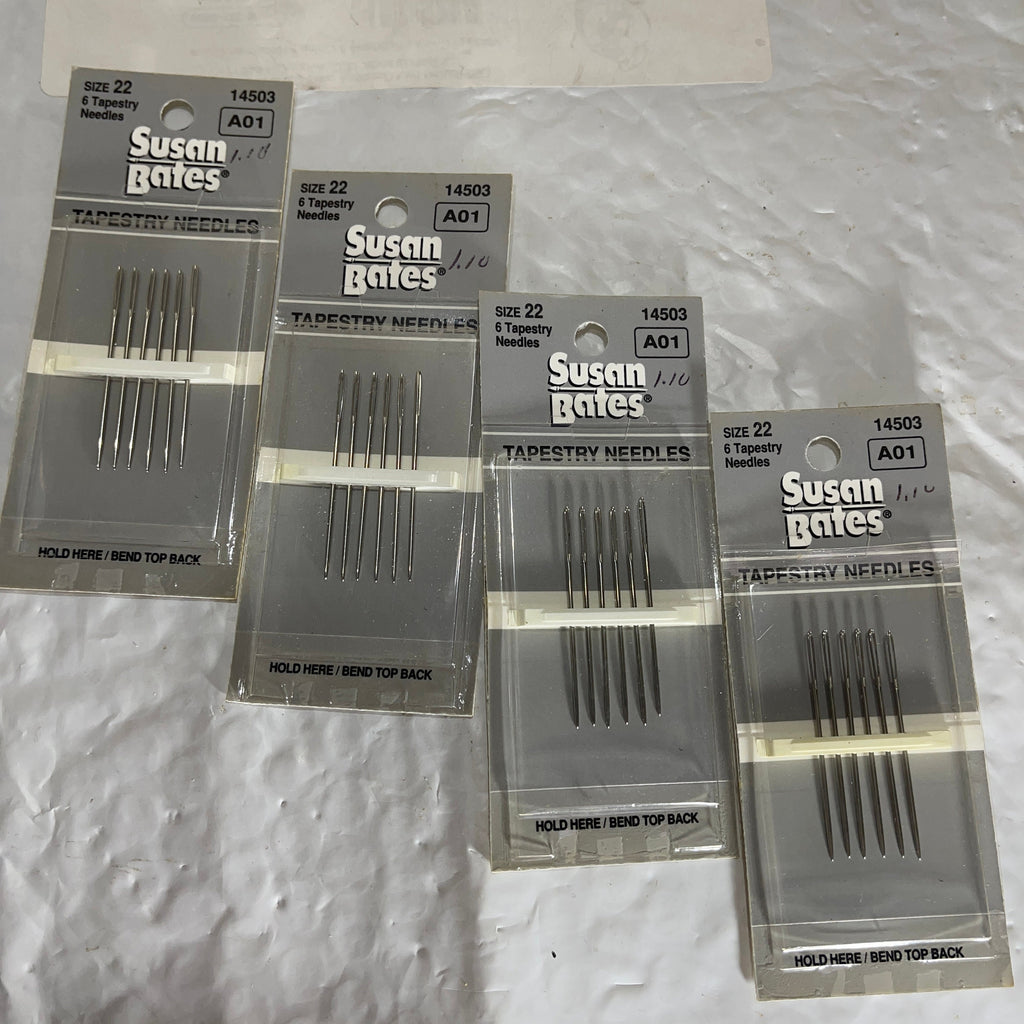 SIZE 22
14503
6 Tapestry
Needles
A01
Susan
Bates®
1.10
TAPESTRY NEEDLES
HOLD HERE / BEND TOP BACK
SIZE 22
14503
6 Tapestry
Needles
A01
Susan
Bates®
1.10
TAPESTRY NEEDLES
HOLD HERE / BEND TOP BACK
SIZE 22
14503
6 Tapestry
Needles
A01
Susan
Bates®
1.10
TAPESTRY NEEDLES
HOLD HERE / BEND TOP BACK
SIZE 22
14503
6 Tapestry
Needles
A01
Susan
Bates®
1.10
TAPESTRY NEEDLES
HOLD HERE / BEND TOP BACK